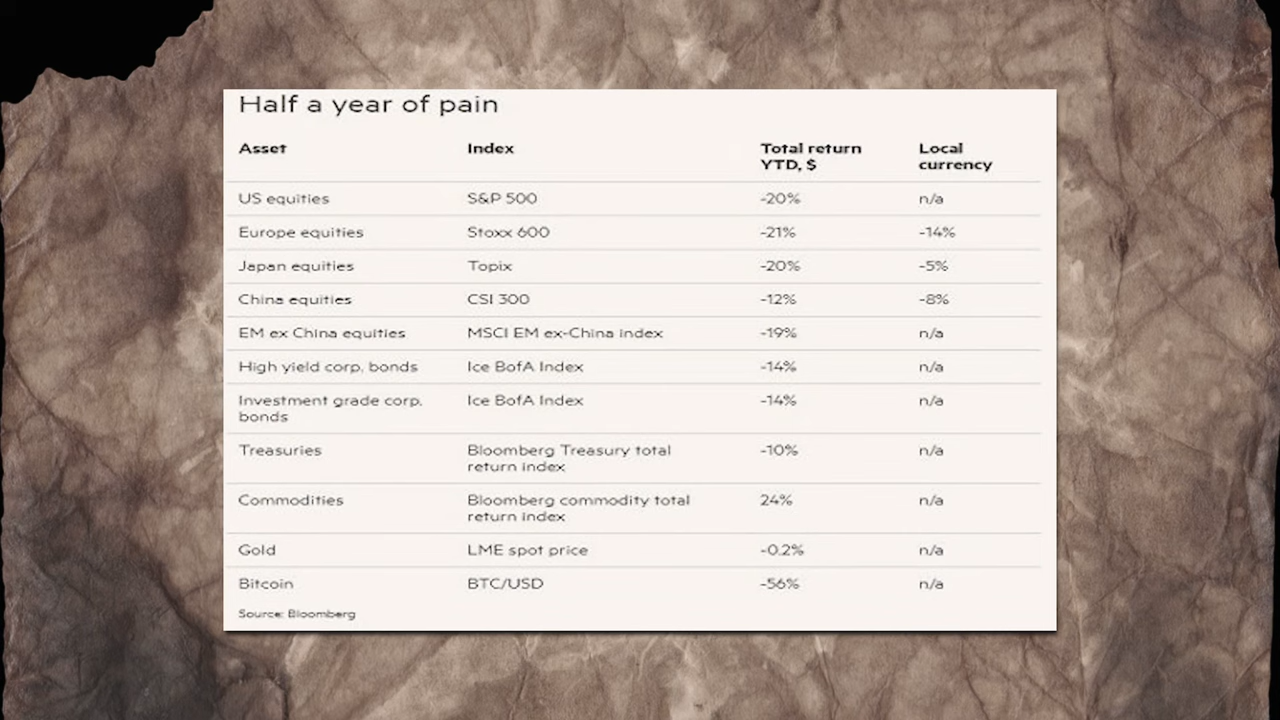 Half a year of pain
Asset Index Total return Local
YTD, $ currency
US equities S&P 500 -20% n/a
Europe equities Stoxx 600 -21% -14%
Japan equities Topix -20% -5%
China equities CSI 300 -12% -8%
EM ex China equities MSCI EM ex-China index -19% n/a
High yield corp. bonds Ice BofA Index -14% n/a
Investment grade corp. Ice BofA Index -14% n/a
bonds
Treasuries Bloomberg Treasury total -10% n/a
return index
Commodities Bloomberg commodity total 24% n/a
return index
Gold LME spot price -0.2% n/a
Bitcoin BTC/USD -56% n/a
Source: Bloomberg